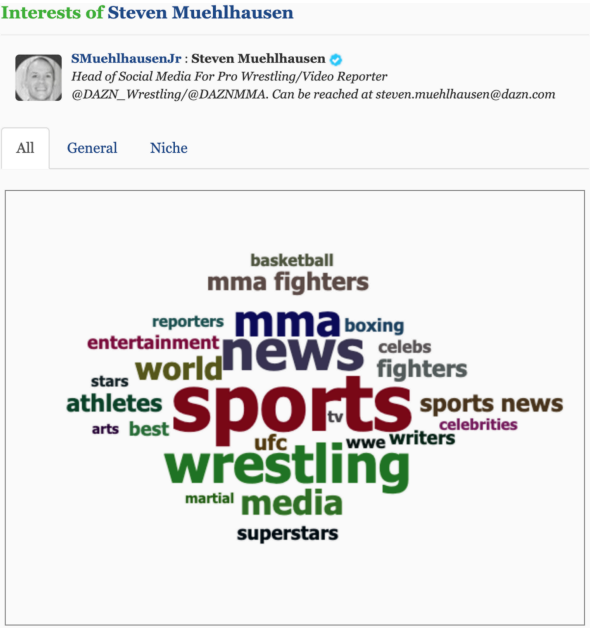 Interests of Steven Muehlhausen
SMuehlhausenJr : Steven Muehlhausen
Head of Social Media For Pro Wrestling/Video Reporter
@DAZN_Wrestling/@DAZNMMA. Can be reached at steven.muehlhausen@dazn.com
All General Niche
basketball
mma fighters
reporters mma boxing
entertainment news celebs
world fighters
stars
athletes sports sports news
tv celebrities
arts best
ufc wwe writers
wrestling
martial media
superstars